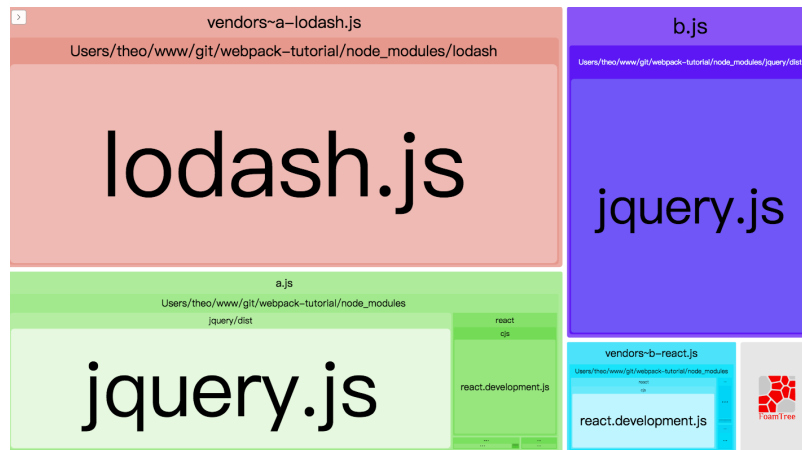 vendors~a-lodash.js
Users/theo/www/git/webpack-tutorial/node_modules/lodash
lodash.js
b.js
Users/theo/www/git/webpack-tutorial/node_modules/jquery/dist
jquery.js
a.js
Users/theo/www/git/webpack-tutorial/node_modules
jquery/dist
jquery.js
react
cjs
react.development.js
...
...
...
...
vendors~b-react.js
Users/theo/www/git/webpack-tutorial/node_modules
react
cjs
react.development.js
...
...
FoamTree